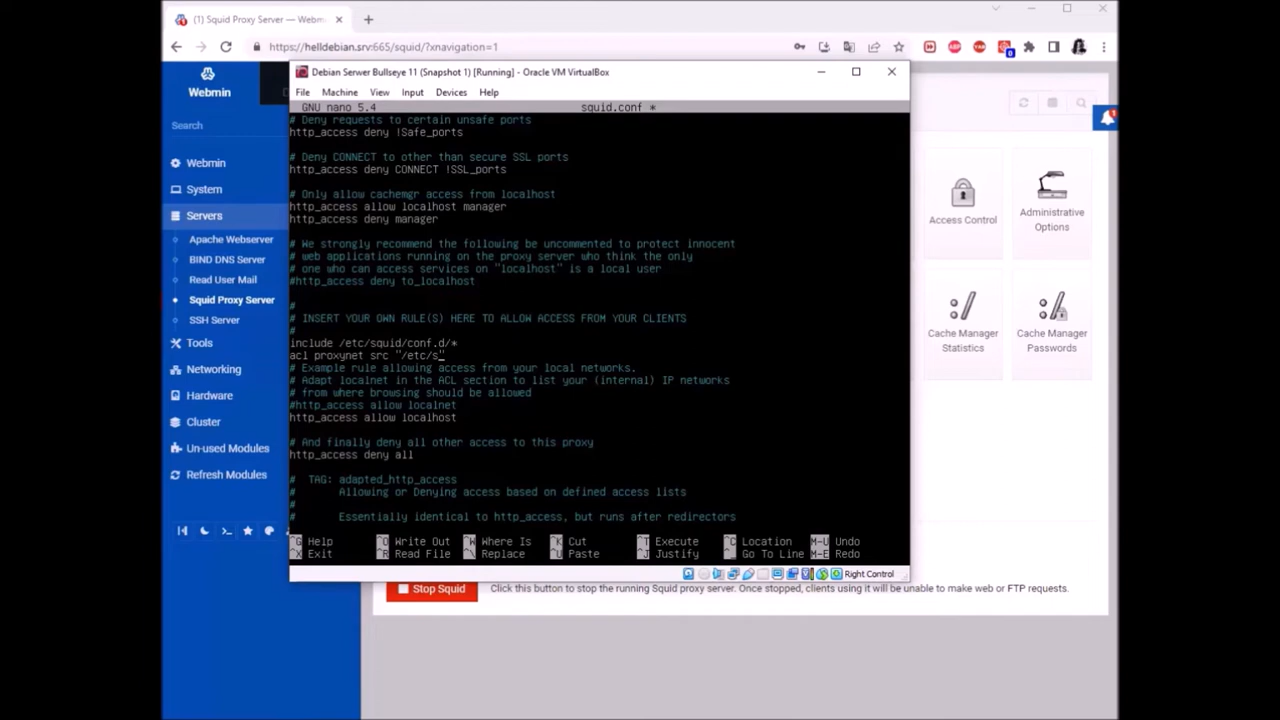 (1) Squid Proxy Server — Webm
https://helldebian.srv:665/squid/?xnavigation=1
ABP
Debian Serwer Bullseye 11 (Snapshot 1) [Running] - Oracle VM VirtualBox
File Machine View Input Devices Help
GNU nano 5.4 squid.conf *
# Deny requests to certain unsafe ports
http_access deny !Safe_ports
# Deny CONNECT to other than secure SSL ports
http_access deny CONNECT !SSL_ports
# Only allow cachemgr access from localhost
http_access allow localhost manager
http_access deny manager
# We strongly recommend the following be uncommented to protect innocent
# web applications running on the proxy server who think the only
# one who can access services on "localhost" is a local user
#http_access deny to_localhost
#
# INSERT YOUR OWN RULE(S) HERE TO ALLOW ACCESS FROM YOUR CLIENTS
#
include /etc/squid/conf.d/*
acl proxynet src "/etc/s"
# Example rule allowing access from your local networks.
# Adapt localnet in the ACL section to list your (internal) IP networks
# from where browsing should be allowed
#http_access allow localnet
http_access allow localhost
# And finally deny all other access to this proxy
http_access deny all
# TAG: adapted_http_access
# Allowing or Denying access based on defined access lists
#
# Essentially identical to http_access, but runs after redirectors
^G Help ^O Write Out ^W Where Is ^K Cut ^T Execute ^C Location M-U Undo
^X Exit ^R Read File ^\ Replace ^U Paste ^J Justify ^_ Go To Line M-E Redo
Right Control
Webmin
Search
Webmin
System
Servers
Apache Webserver
BIND DNS Server
Read User Mail
Squid Proxy Server
SSH Server
Tools
Networking
Hardware
Cluster
Un-used Modules
Refresh Modules
1
Access Control
Administrative
Options
Cache Manager
Statistics
Cache Manager
Passwords
Stop Squid
Click this button to stop the running Squid proxy server. Once stopped, clients using it will be unable to make web or FTP requests.